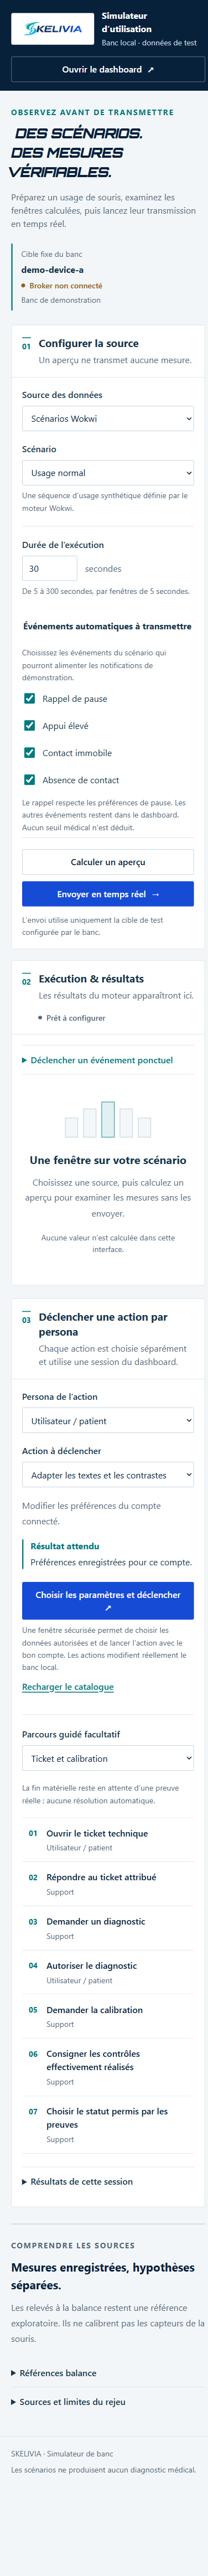 SKELIVIA
Simulateur
d’utilisation
Banc local · données de test
Ouvrir le dashboard ↗
OBSERVEZ AVANT DE TRANSMETTRE
DES SCÉNARIOS.
DES MESURES
VÉRIFIABLES.
Préparez un usage de souris, examinez les
fenêtres calculées, puis lancez leur transmission
en temps réel.
Cible fixe du banc
demo-device-a
Broker non connecté
Banc de demonstration
01
Configurer la source
Un aperçu ne transmet aucune mesure.
Source des données
Scénarios Wokwi
Scénario
Usage normal
Une séquence d’usage synthétique définie par le
moteur Wokwi.
Durée de l’exécution
30 secondes
De 5 à 300 secondes, par fenêtres de 5 secondes.
Événements automatiques à transmettre
Choisissez les événements du scénario qui
pourront alimenter les notifications de
démonstration.
Rappel de pause
Appui élevé
Contact immobile
Absence de contact
Le rappel respecte les préférences de pause. Les
autres événements restent dans le dashboard.
Aucun seuil médical n’est déduit.
Calculer un aperçu
Envoyer en temps réel →
L’envoi utilise uniquement la cible de test
configurée par le banc.
02
Exécution & résultats
Les résultats du moteur apparaîtront ici.
Prêt à configurer
Déclencher un événement ponctuel
Une fenêtre sur votre scénario
Choisissez une source, puis calculez un
aperçu pour examiner les mesures sans les
envoyer.
Aucune valeur n’est calculée dans cette
interface.
03
Déclencher une action par
persona
Chaque action est choisie séparément
et utilise une session du dashboard.
Persona de l’action
Utilisateur / patient
Action à déclencher
Adapter les textes et les contrastes
Modifier les préférences du compte
connecté.
Résultat attendu
Préférences enregistrées pour ce compte.
Choisir les paramètres et déclencher
↗
Une fenêtre sécurisée permet de choisir les
données autorisées et de lancer l’action avec le
bon compte. Les actions modifient réellement le
banc local.
Recharger le catalogue
Parcours guidé facultatif
Ticket et calibration
La fin matérielle reste en attente d’une preuve
réelle ; aucune résolution automatique.
01 Ouvrir le ticket technique
Utilisateur / patient
02 Répondre au ticket attribué
Support
03 Demander un diagnostic
Support
04 Autoriser le diagnostic
Utilisateur / patient
05 Demander la calibration
Support
06 Consigner les contrôles
effectivement réalisés
Support
07 Choisir le statut permis par les
preuves
Support
Résultats de cette session
COMPRENDRE LES SOURCES
Mesures enregistrées, hypothèses
séparées.
Les relevés à la balance restent une référence
exploratoire. Ils ne calibrent pas les capteurs de la
souris.
Références balance
Sources et limites du rejeu
SKELIVIA · Simulateur de banc
Les scénarios ne produisent aucun diagnostic médical.